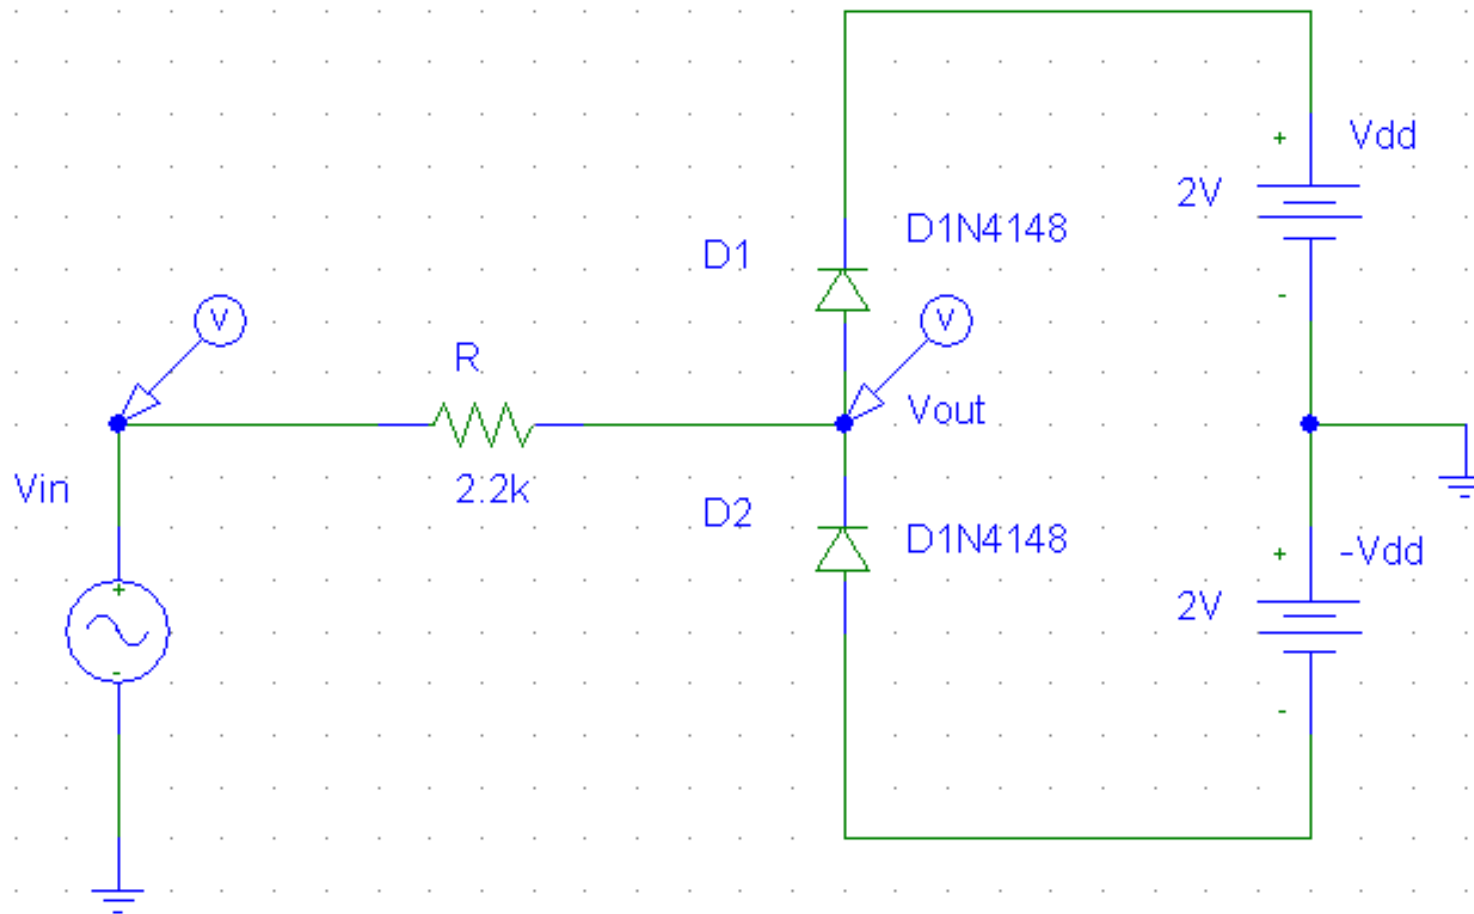 Vdd
+
2V
D1N4148
D1
-
V
V
R
Vout
Vin
2.2k
D2
D1N4148
+
-Vdd
+
2V
-
-